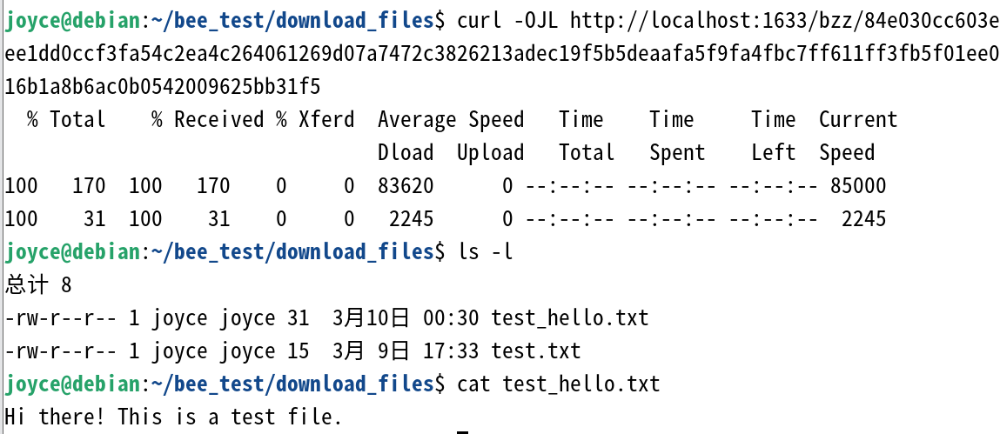 joyce@debian:~/bee_test/download_files$ curl -OJL http://localhost:1633/bzz/84e030cc603e
ee1dd0ccf3fa54c2ea4c264061269d07a7472c3826213adec19f5b5deaafa5f9fa4fbc7ff611ff3fb5f01ee0
16b1a8b6ac0b0542009625bb31f5
% Total % Received % Xferd Average Speed Time Time Time Current
Dload Upload Total Spent Left Speed
100 170 100 170 0 0 83620 0 --:--:-- --:--:-- --:--:-- 85000
100 31 100 31 0 0 2245 0 --:--:-- --:--:-- --:--:-- 2245
joyce@debian:~/bee_test/download_files$ ls -l
总计 8
-rw-r--r-- 1 joyce joyce 31 3月10日 00:30 test_hello.txt
-rw-r--r-- 1 joyce joyce 15 3月 9日 17:33 test.txt
joyce@debian:~/bee_test/download_files$ cat test_hello.txt
Hi there! This is a test file.